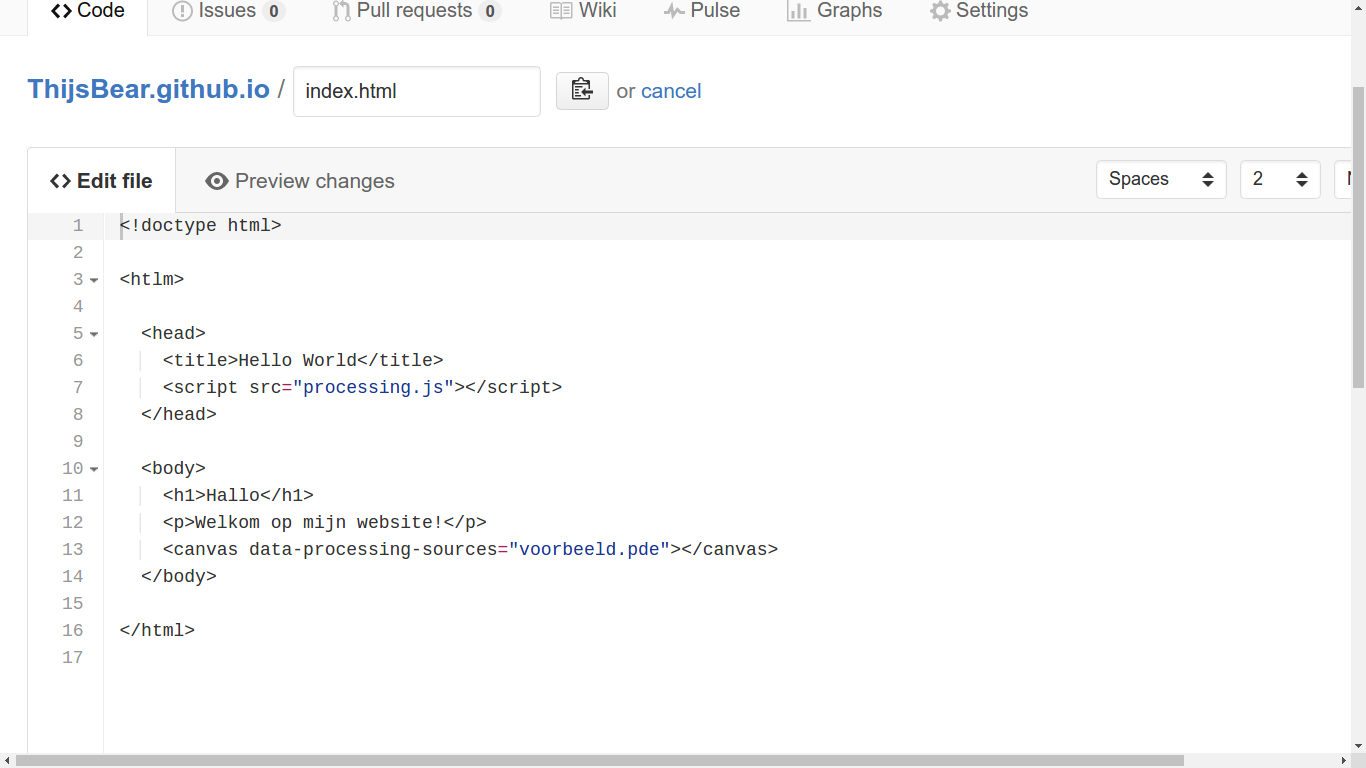 Code Issues 0 Pull requests 0 Wiki Pulse Graphs Settings
ThijsBear.github.io / index.html or cancel
Edit file Preview changes Spaces 2
1 <!doctype html>
2
3 <htlm>
4
5 <head>
6 <title>Hello World</title>
7 <script src="processing.js"></script>
8 </head>
9
10 <body>
11 <h1>Hallo</h1>
12 <p>Welkom op mijn website!</p>
13 <canvas data-processing-sources="voorbeeld.pde"></canvas>
14 </body>
15
16 </html>
17